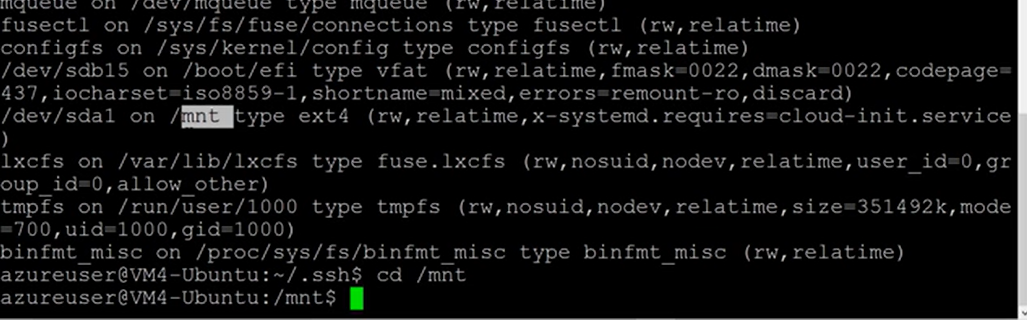 mqueue on /dev/mqueue type mqueue (rw,relatime)
fusectl on /sys/fs/fuse/connections type fusectl (rw,relatime)
configfs on /sys/kernel/config type configfs (rw,relatime)
/dev/sdb15 on /boot/efi type vfat (rw,relatime,fmask=0022,dmask=0022,codepage=
437,iocharset=iso8859-1,shortname=mixed,errors=remount-ro,discard)
/dev/sda1 on /mnt type ext4 (rw,relatime,x-systemd.requires=cloud-init.service
)
lxcfs on /var/lib/lxcfs type fuse.lxcfs (rw,nosuid,nodev,relatime,user_id=0,gr
oup_id=0,allow_other)
tmpfs on /run/user/1000 type tmpfs (rw,nosuid,nodev,relatime,size=351492k,mode
=700,uid=1000,gid=1000)
binfmt_misc on /proc/sys/fs/binfmt_misc type binfmt_misc (rw,relatime)
azureuser@VM4-Ubuntu:~/.ssh$ cd /mnt
azureuser@VM4-Ubuntu:/mnt$